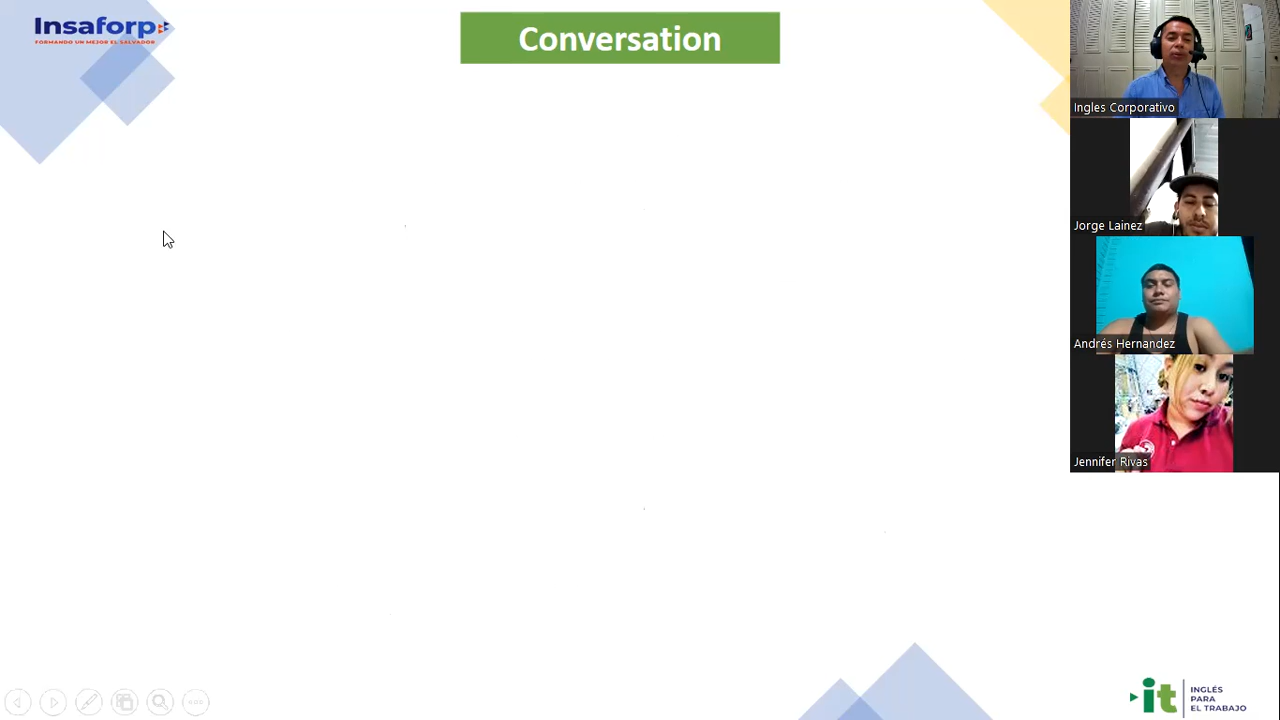 Insaforp
FORMANDO UN MEJOR EL SALVADOR
Conversation
Ingles Corporativo
Jorge Lainez
Andrés Hernandez
Jennifer Rivas
it
INGLÉS
PARA
EL TRABAJO